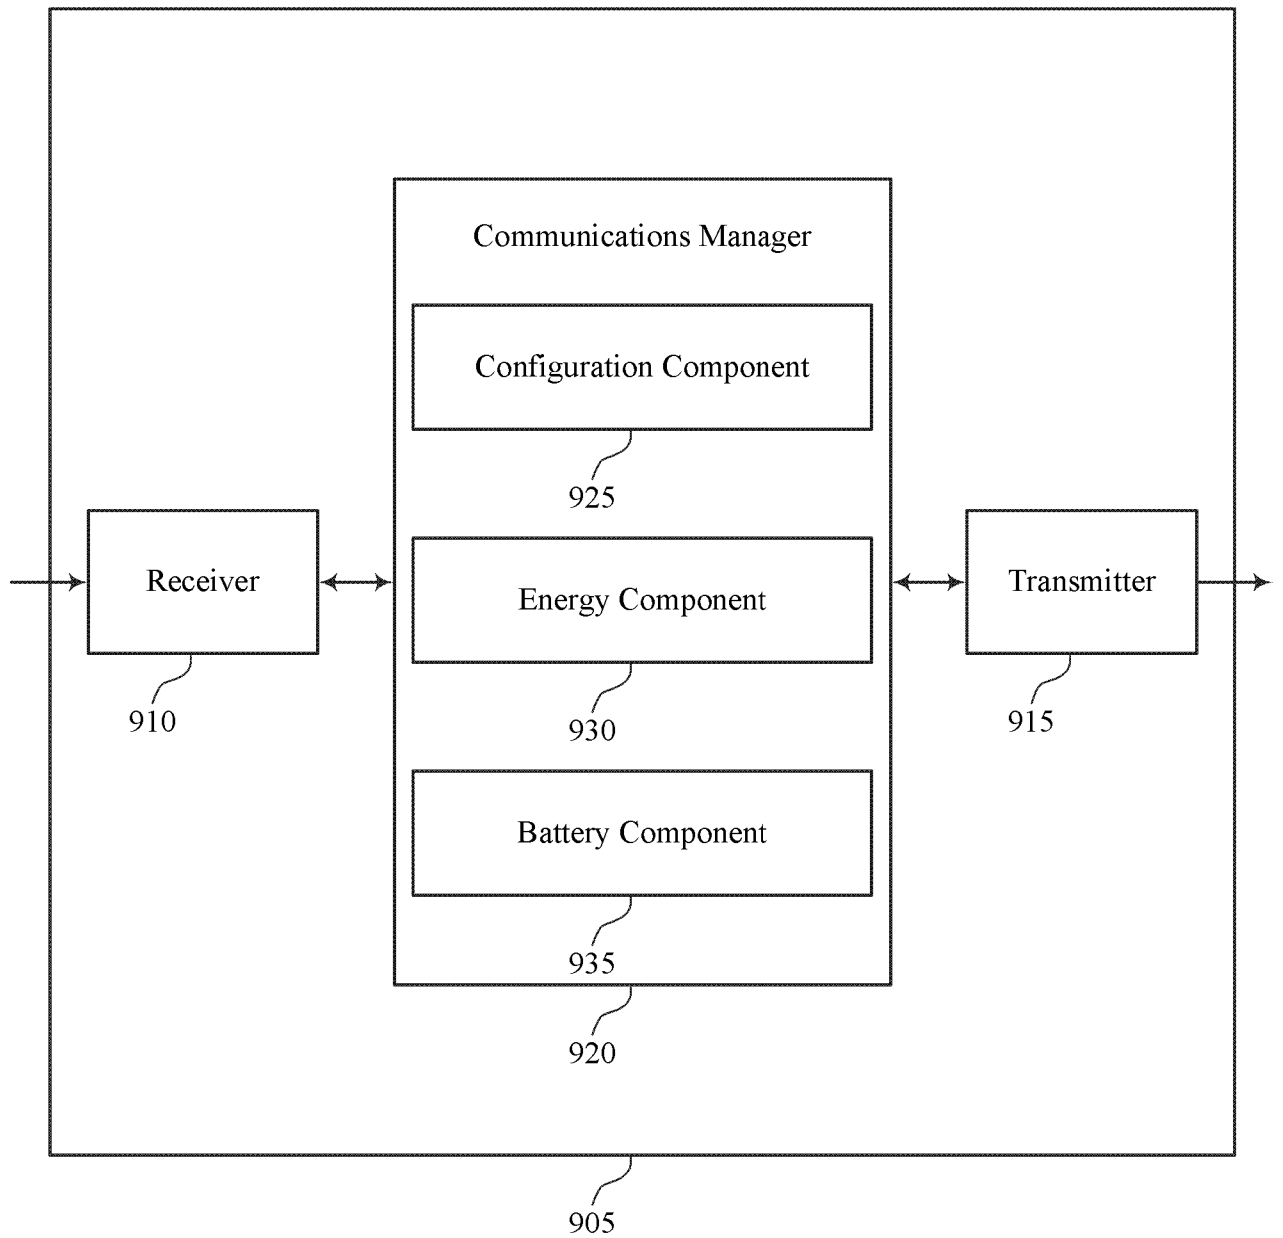 Communications Manager
Configuration Component
925
Receiver
910
Energy Component
930
Transmitter
915
Battery Component
935
920
905